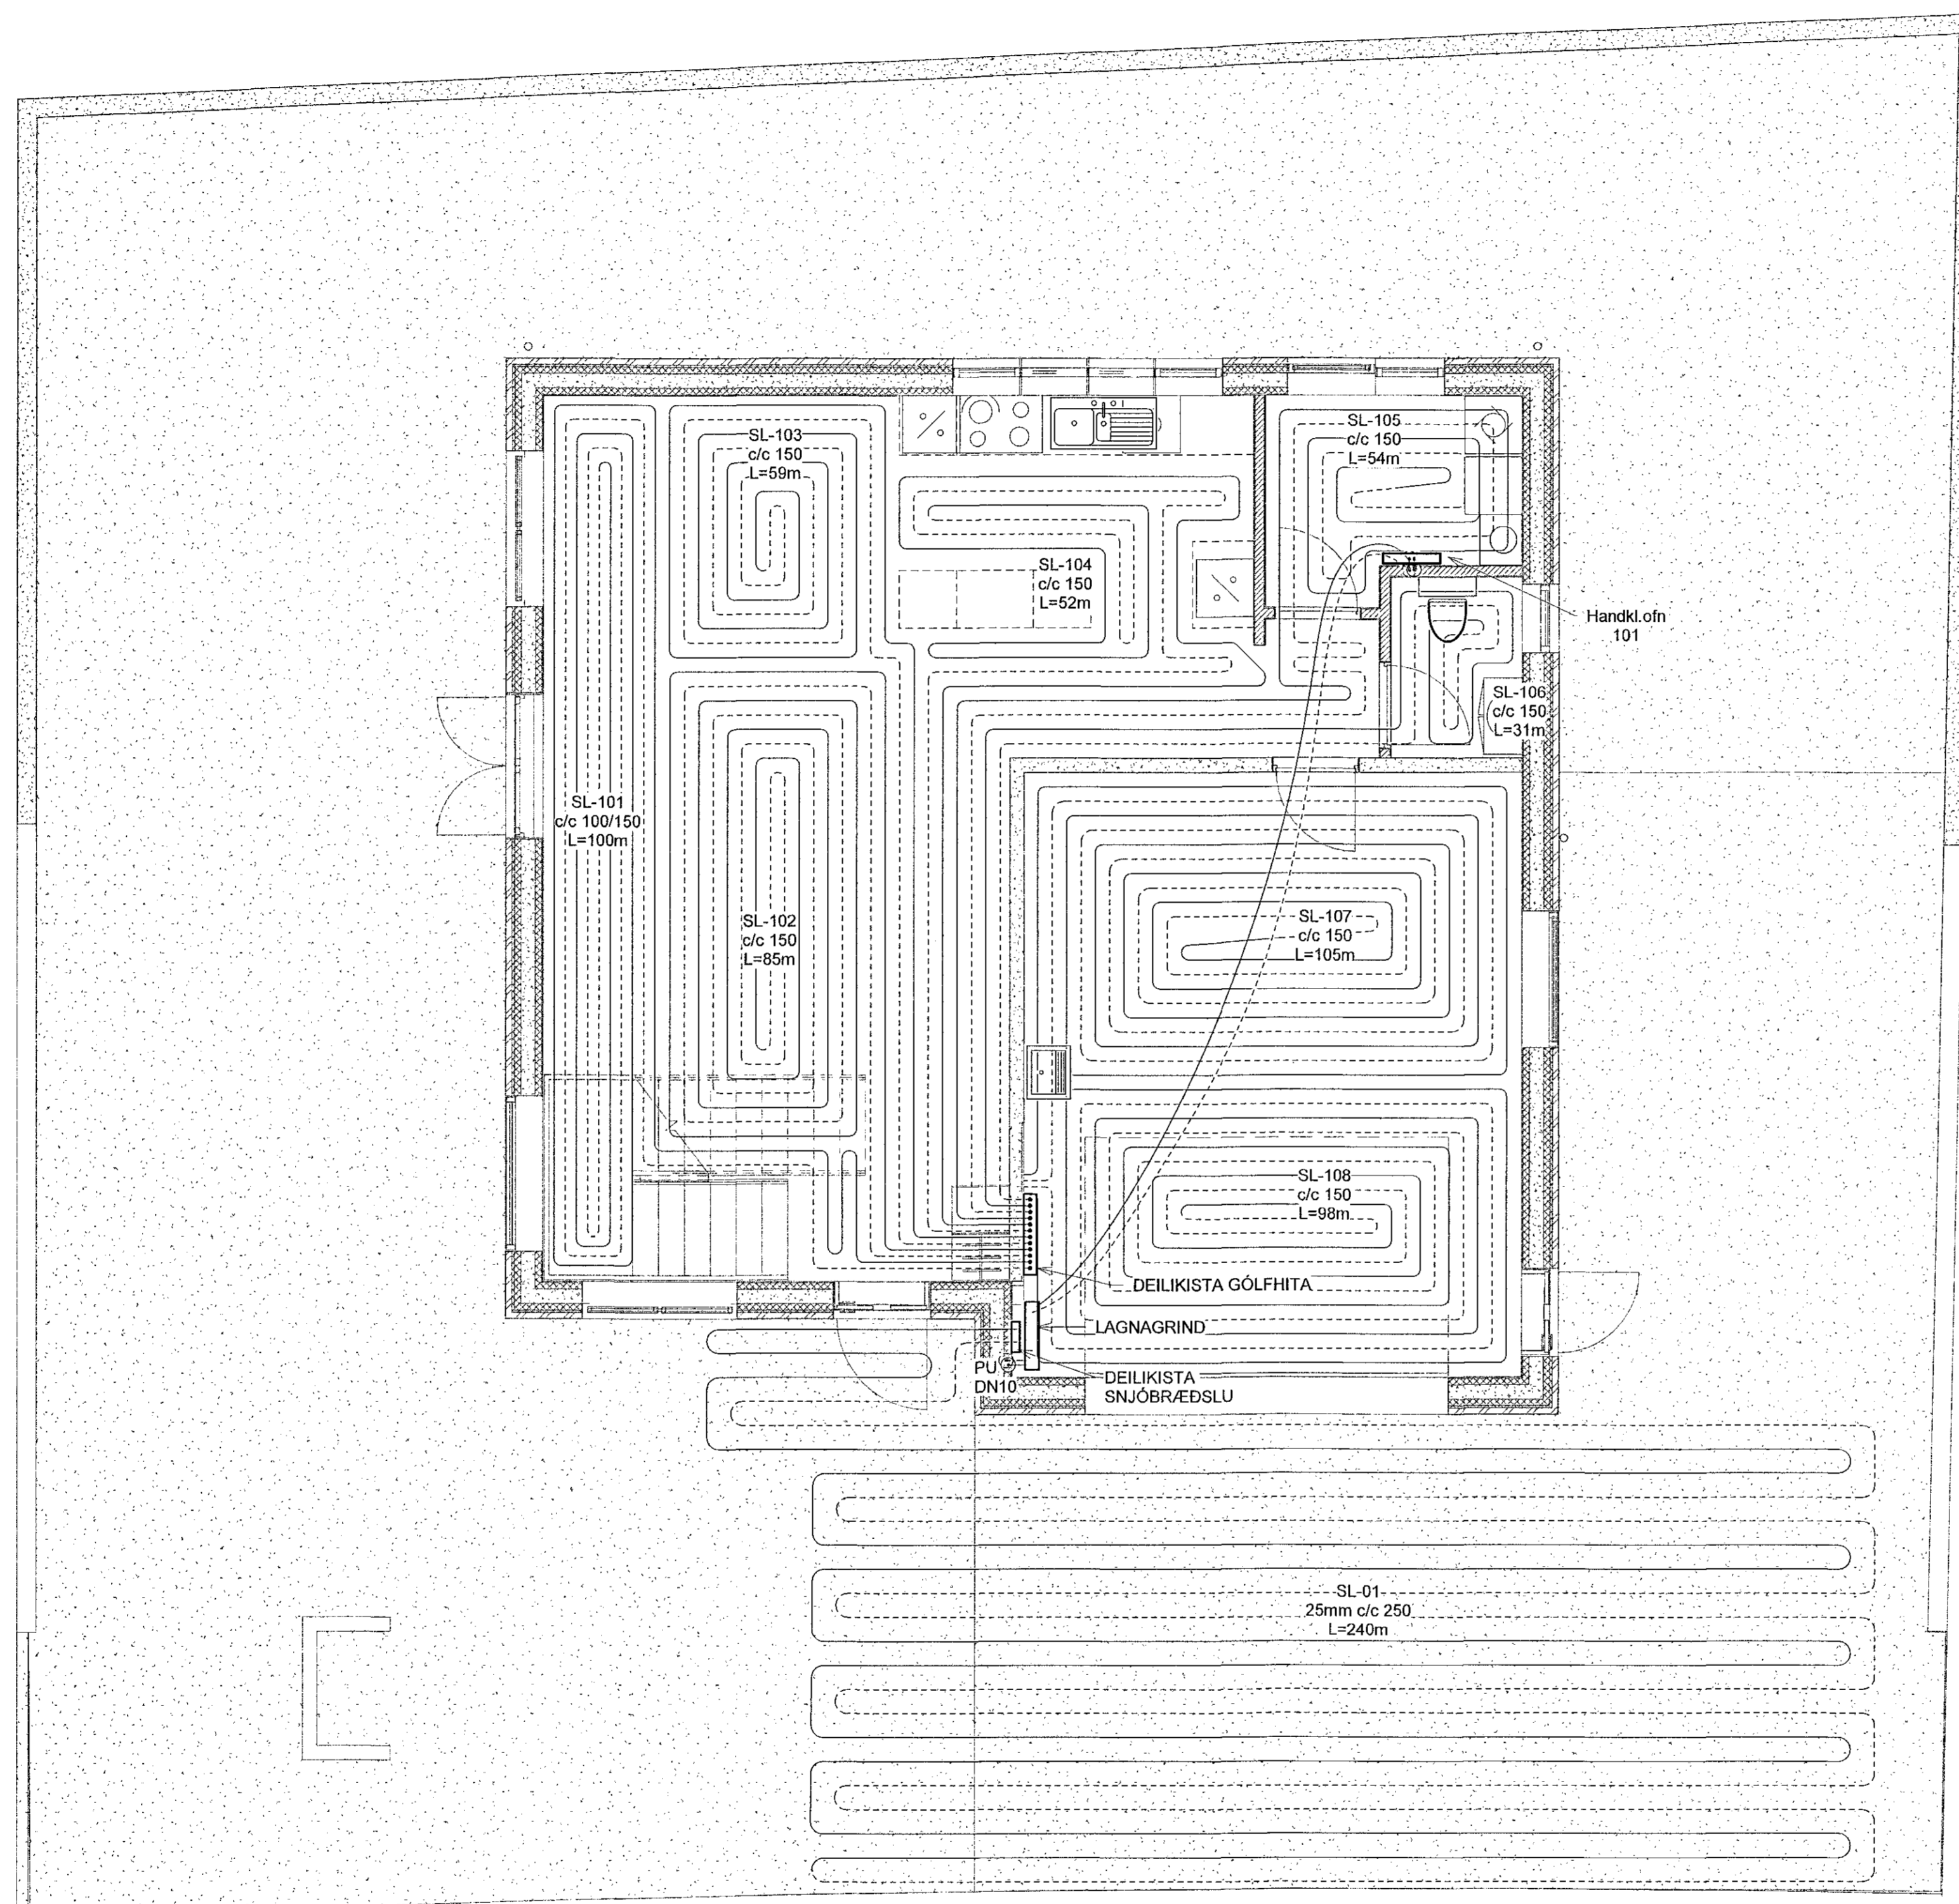 SL-103
c/c 150
L=59m
SL-105
c/c 150
L=54m
SL-104
c/c 150
L=52m
Handkl.ofn
101
SL-106
c/c 150
L=31m
SL-101
c/c 100/150
L=100m
SL-102
c/c 150
L=85m
SL-107
c/c 150
L=105m
SL-108
c/c 150
L=98m
DEILIKISTA GÓLFHITA
LAGNAGRIND
PU
DN10
DEILIKISTA
SNJÓBRÆÐSLU
SL-01
25mm c/c 250
L=240m